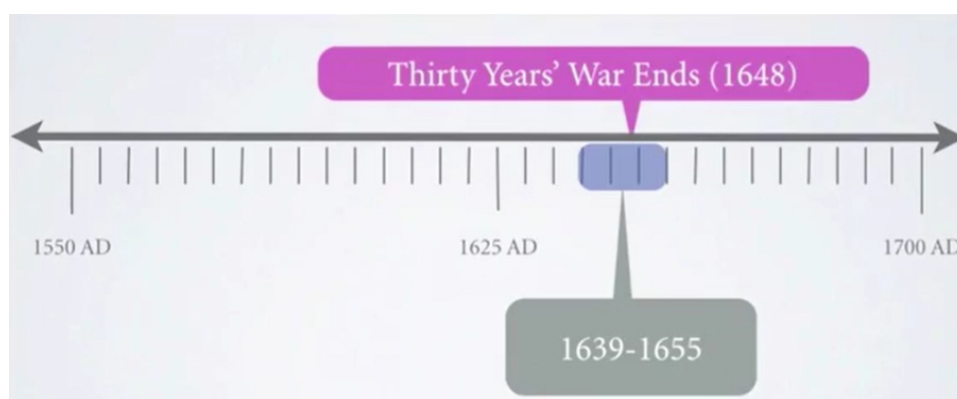 Thirty Years’ War Ends (1648)
1550 AD
1625 AD
1700 AD
1639-1655